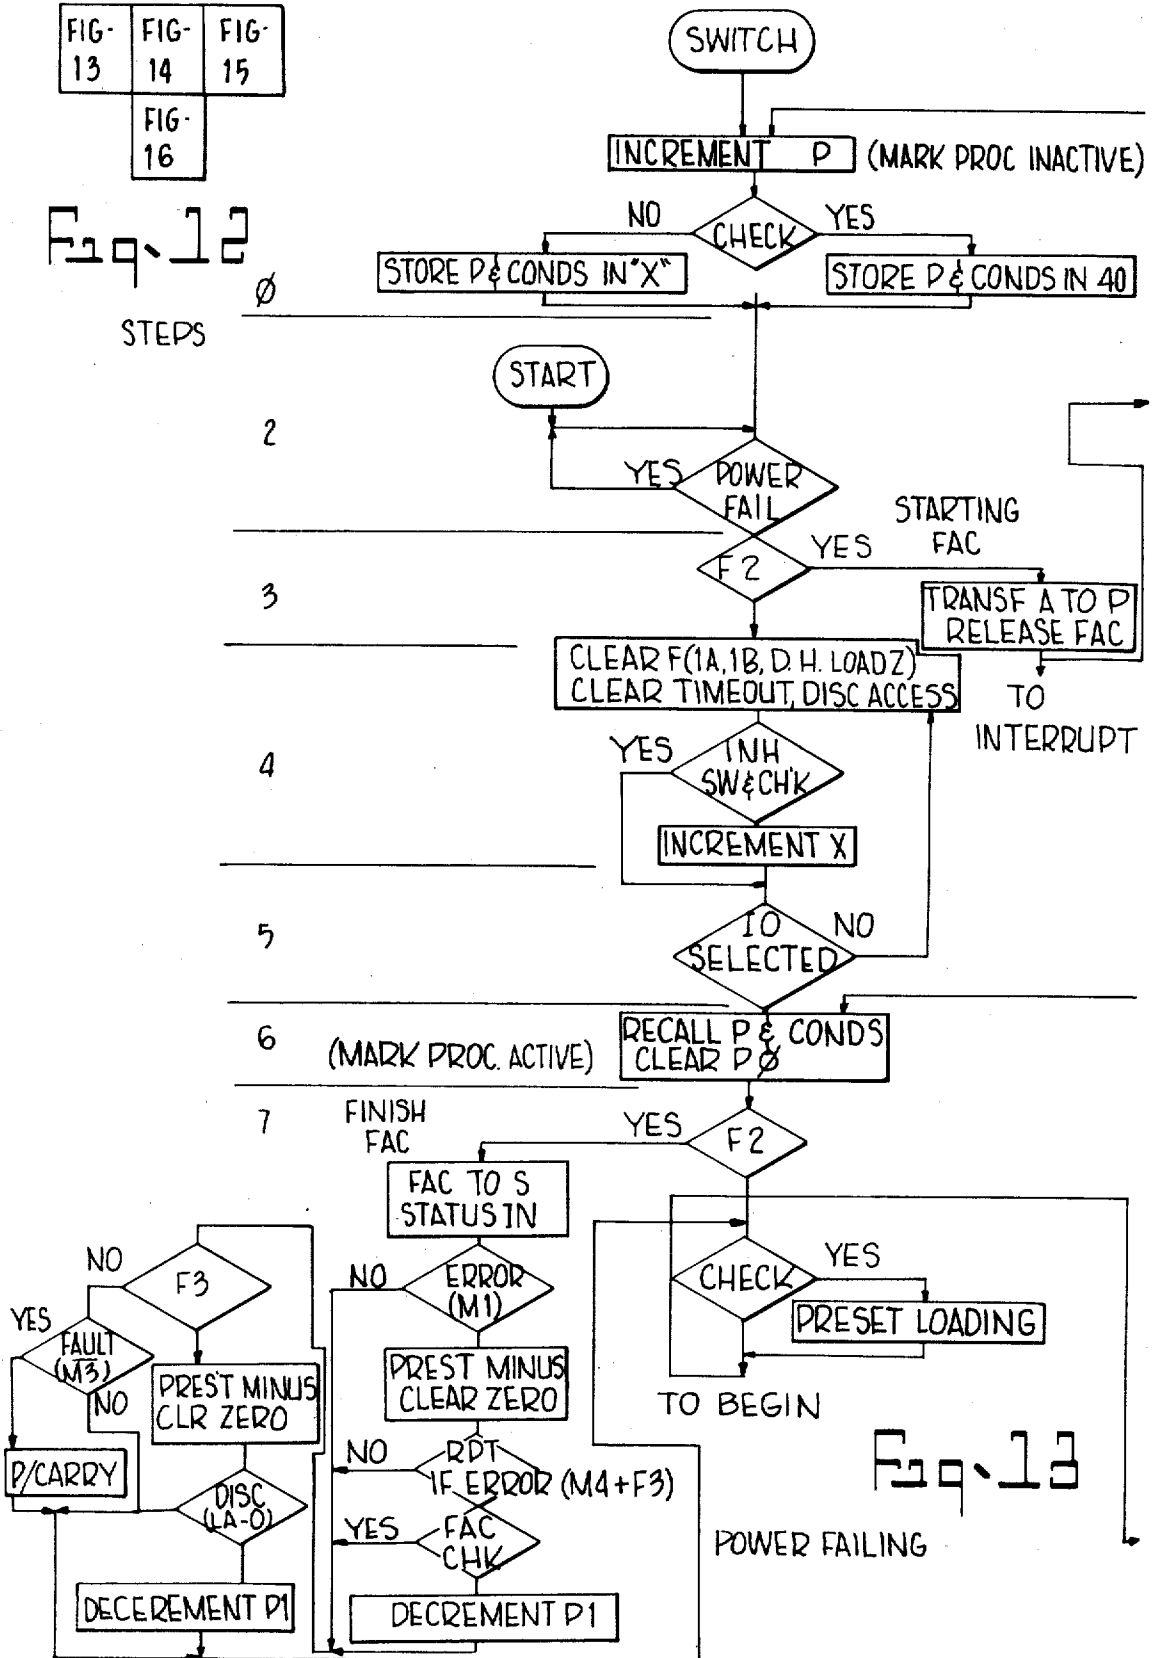 FIG-
13
FIG-
14
FIG-
15
FIG-
16
Fig. 12
SWITCH
INCREMENT P (MARK PROC INACTIVE)
NO
CHECK
YES
STORE P & CONDS IN "X"
STORE P & CONDS IN 40
Ø
STEPS
START
2
YES
POWER
FAIL
STARTING
FAC
F2
YES
3
TRANSF A TO P
RELEASE FAC
CLEAR F(1A,1B,D.H.LOADZ)
CLEAR TIMEOUT, DISC ACCESS
TO
INTERRUPT
4
YES
INH
SW & CH'K
INCREMENT X
5
IO
SELECTED
NO
6
(MARK PROC. ACTIVE)
RECALL P & CONDS
CLEAR P Ø
7
FINISH
FAC
YES
F2
FAC TO S
STATUS IN
NO
F3
NO
ERROR
(M1)
CHECK
YES
PRESET LOADING
YES
FAULT
(M3)
NO
PRES'T MINUS
CLR ZERO
PREST MINUS
CLEAR ZERO
TO BEGIN
P/CARRY
DISC
(LA-0)
NO
RPT
IF ERROR (M4+F3)
Fig. 13
YES
FAC
CHK
POWER FAILING
DECEREMENT P1
DECREMENT P1